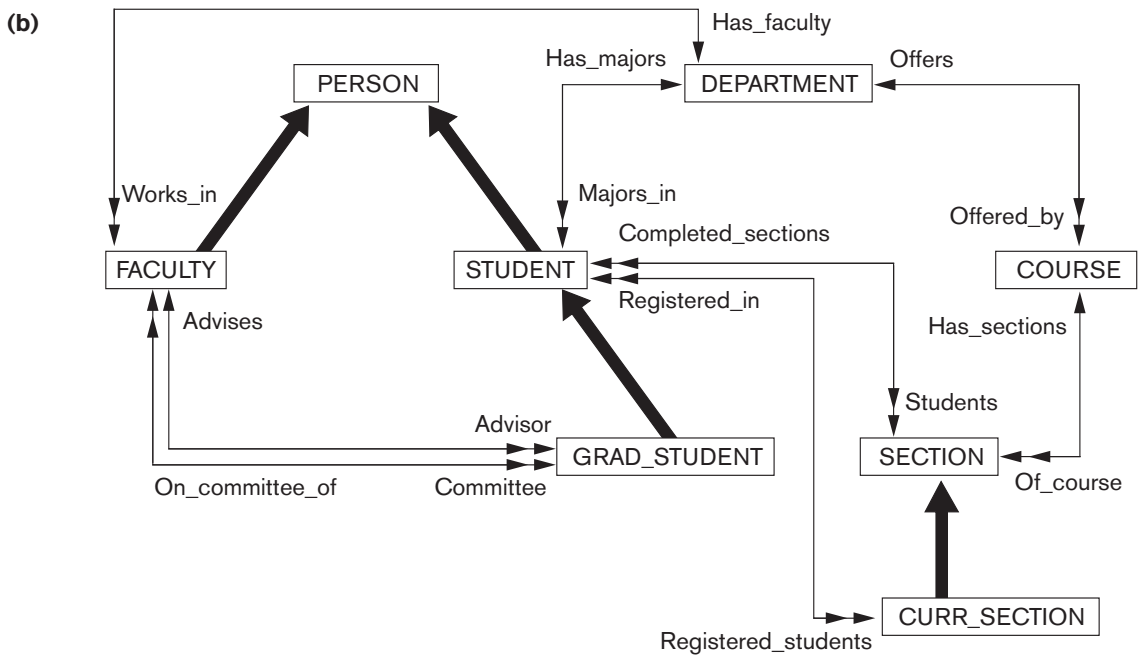 (b)
Has_faculty
Has_majors
Offers
PERSON
DEPARTMENT
Works_in
Majors_in
Offered_by
Completed_sections
FACULTY
STUDENT
COURSE
Registered_in
Advises
Has_sections
Students
Advisor
GRAD_STUDENT
SECTION
On_committee_of
Committee
Of_course
CURR_SECTION
Registered_students